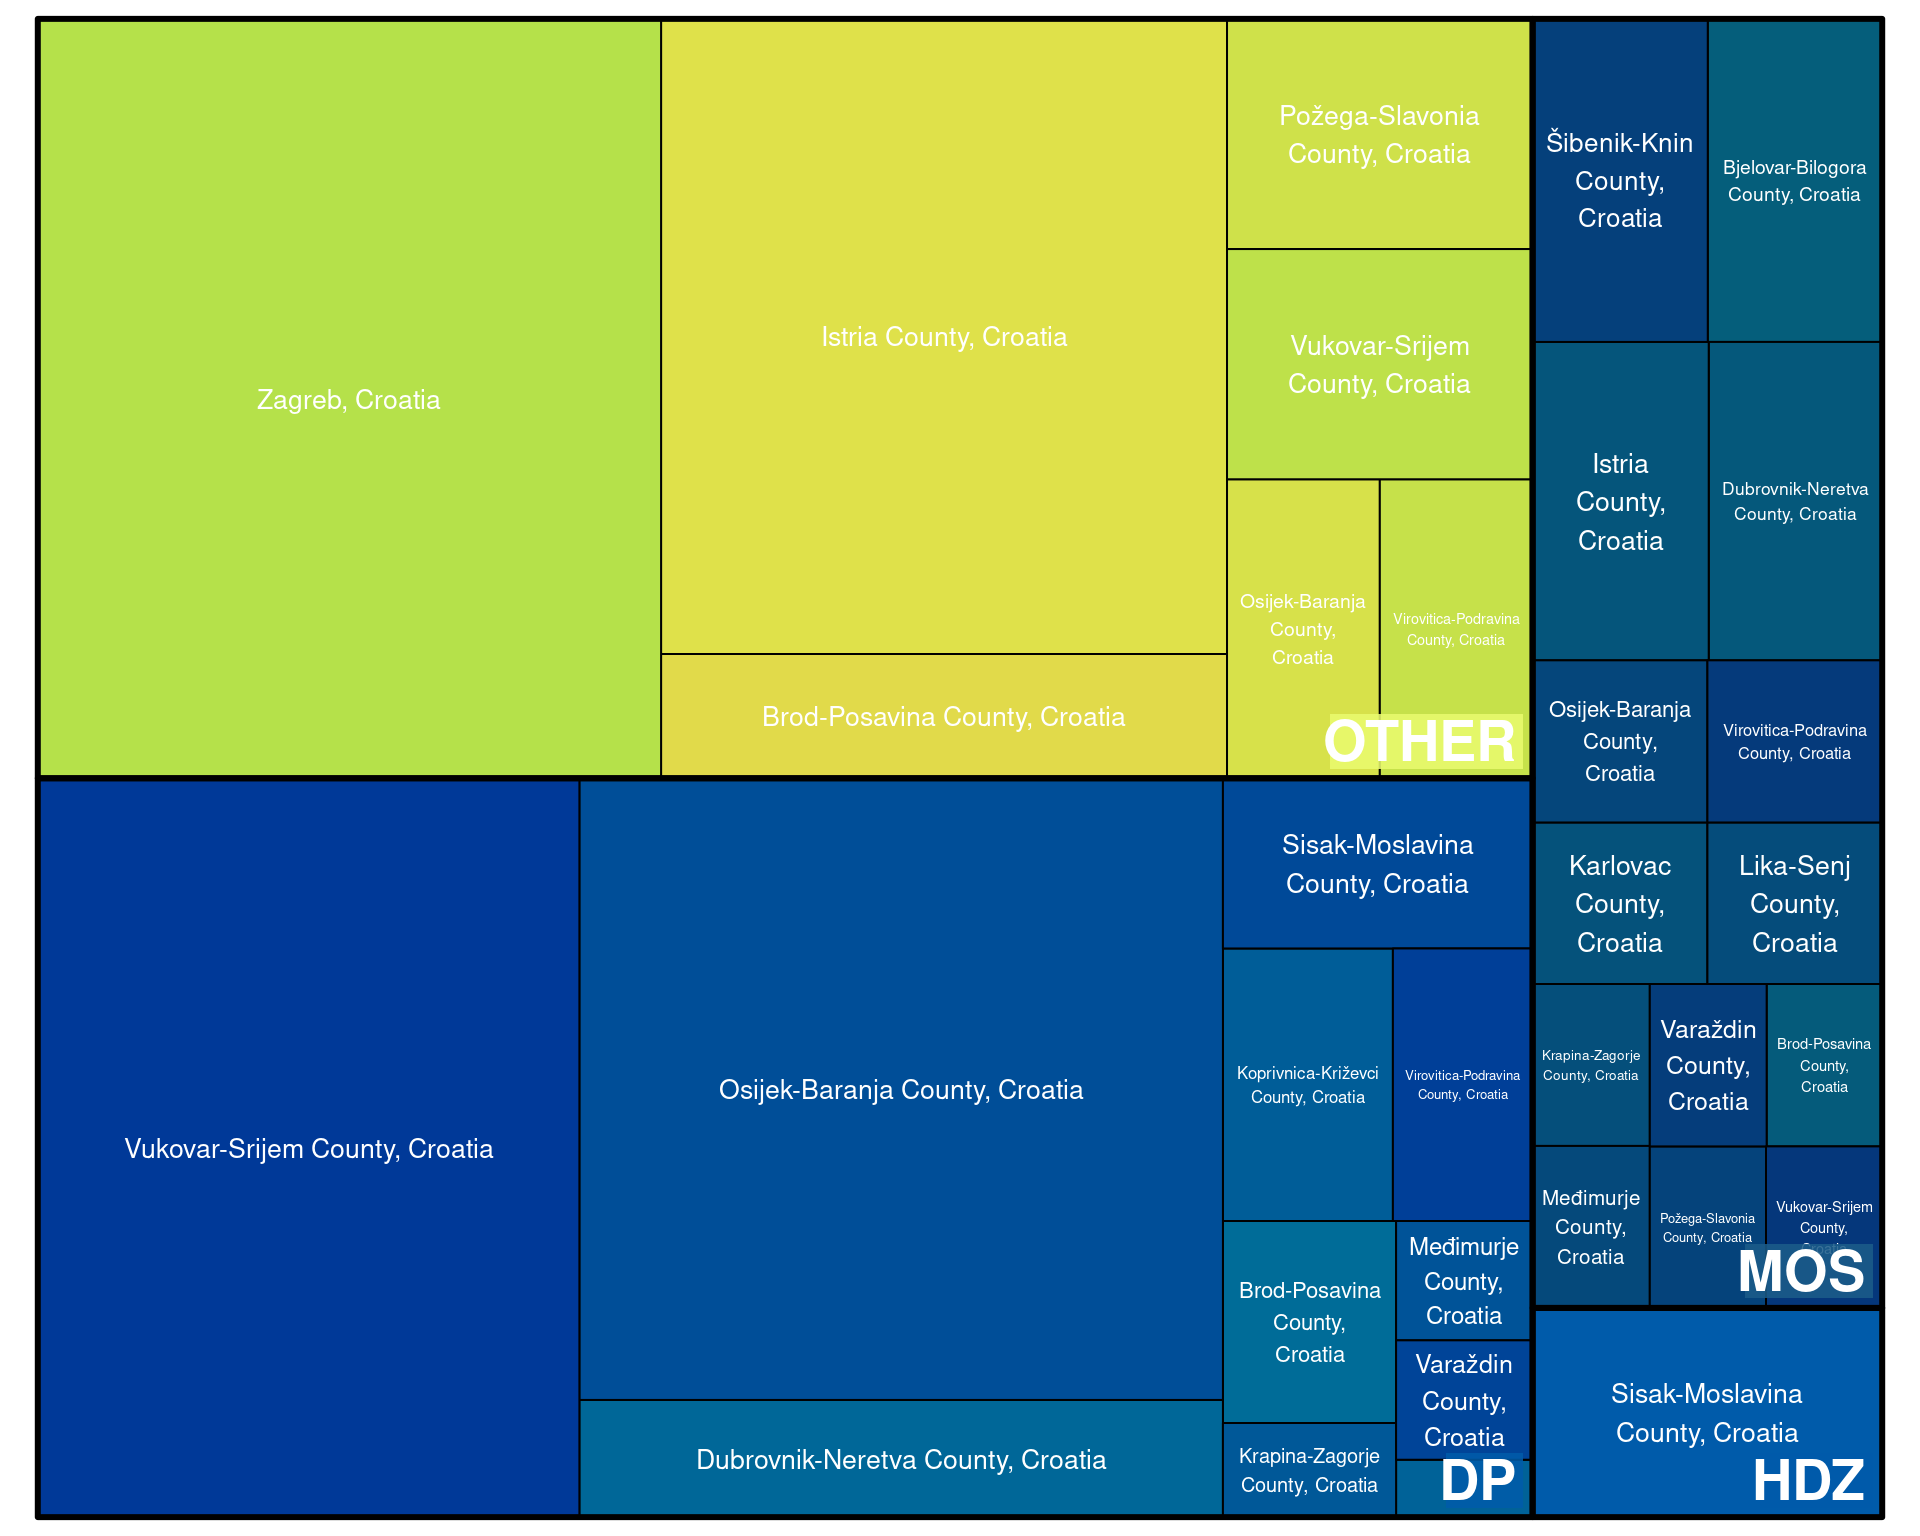 Zagreb, Croatia
Istria County, Croatia
Brod-Posavina County, Croatia
Požega-Slavonia
County, Croatia
Vukovar-Srijem
County, Croatia
Osijek-Baranja
County,
Croatia
Virovitica-Podravina
County, Croatia
OTHER
Šibenik-Knin
County,
Croatia
Bjelovar-Bilogora
County, Croatia
Istria
County,
Croatia
Dubrovnik-Neretva
County, Croatia
Osijek-Baranja
County,
Croatia
Virovitica-Podravina
County, Croatia
Karlovac
County,
Croatia
Lika-Senj
County,
Croatia
Krapina-Zagorje
County, Croatia
Varaždin
County,
Croatia
Brod-Posavina
County,
Croatia
Međimurje
County,
Croatia
Požega-Slavonia
County, Croatia
Vukovar-Srijem
County,
MOS
Vukovar-Srijem County, Croatia
Osijek-Baranja County, Croatia
Dubrovnik-Neretva County, Croatia
Sisak-Moslavina
County, Croatia
Koprivnica-Križevci
County, Croatia
Virovitica-Podravina
County, Croatia
Brod-Posavina
County,
Croatia
Međimurje
County,
Croatia
Varaždin
County,
Croatia
Krapina-Zagorje
County, Croatia
DP
Sisak-Moslavina
County, Croatia
HDZ